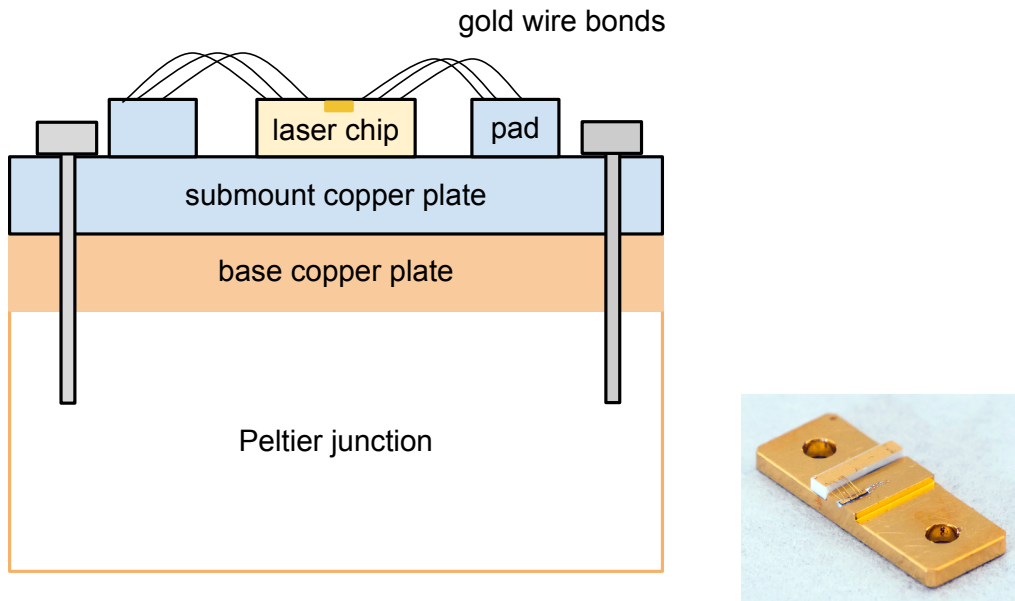 gold wire bonds
laser chip
pad
submount copper plate
base copper plate
Peltier junction